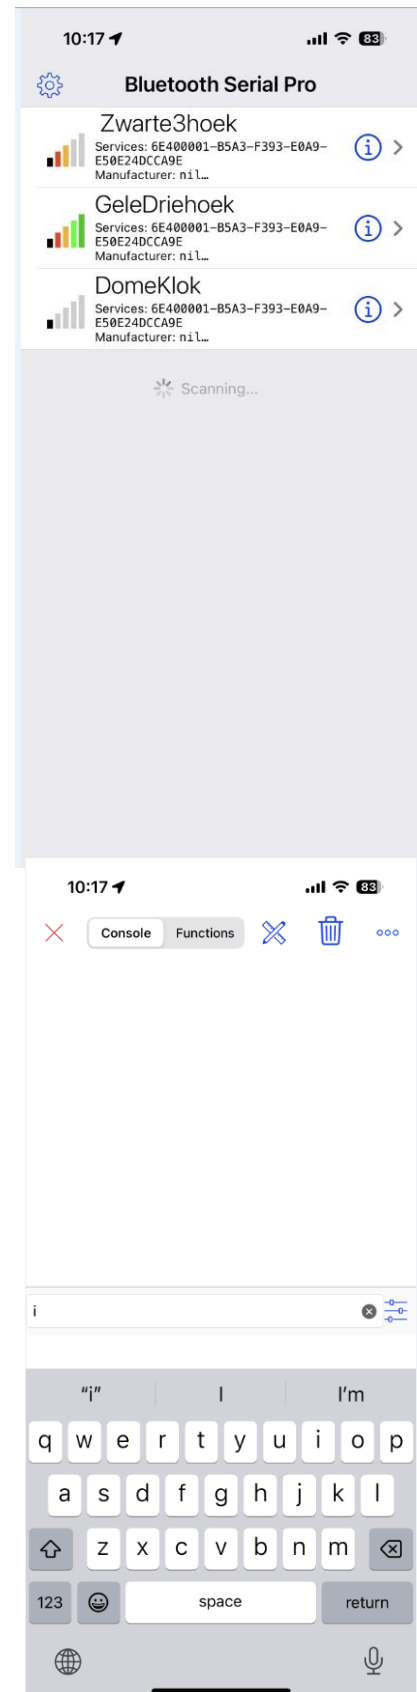 10:17 83
Bluetooth Serial Pro
Zwarte3hoek
Services: 6E400001-B5A3-F393-E0A9-
E50E24DCCA9E
Manufacturer: nil…
GeleDriehoek
Services: 6E400001-B5A3-F393-E0A9-
E50E24DCCA9E
Manufacturer: nil…
DomeKlok
Services: 6E400001-B5A3-F393-E0A9-
E50E24DCCA9E
Manufacturer: nil…
Scanning...
10:17 83
Console Functions
i
“i” I I’m
q w e r t y u i o p
a s d f g h j k l
z x c v b n m
123 space return